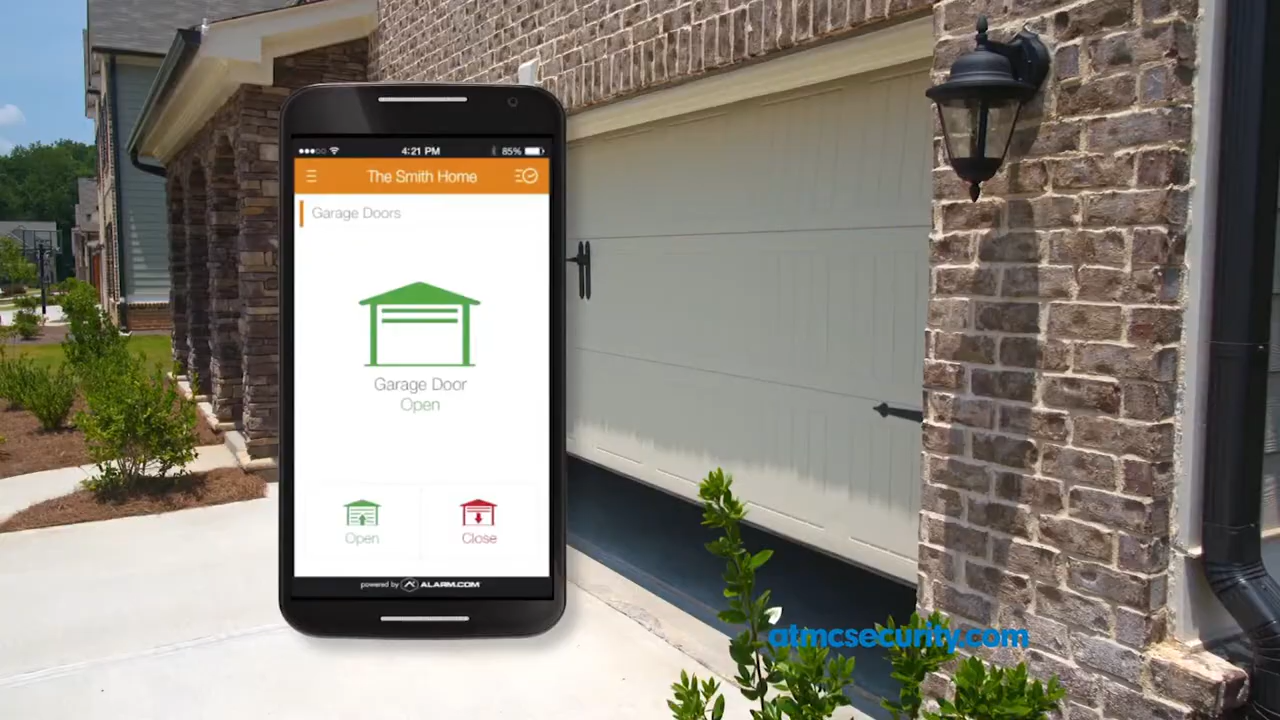 4:21 PM
85%
The Smith Home
Garage Doors
Garage Door
Open
Open
Close
powered by ALARM.COM
atmcsecurity.com